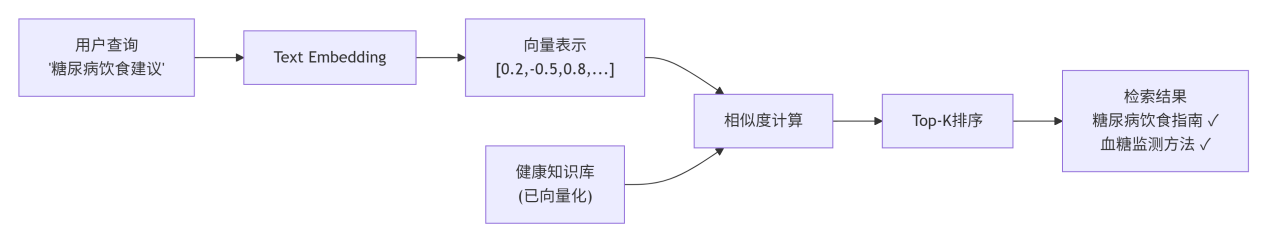 用户查询
'糖尿病饮食建议'
Text Embedding
向量表示
[0.2,-0.5,0.8,...]
健康知识库
(已向量化)
相似度计算
Top-K排序
检索结果
糖尿病饮食指南 ✓
血糖监测方法 ✓